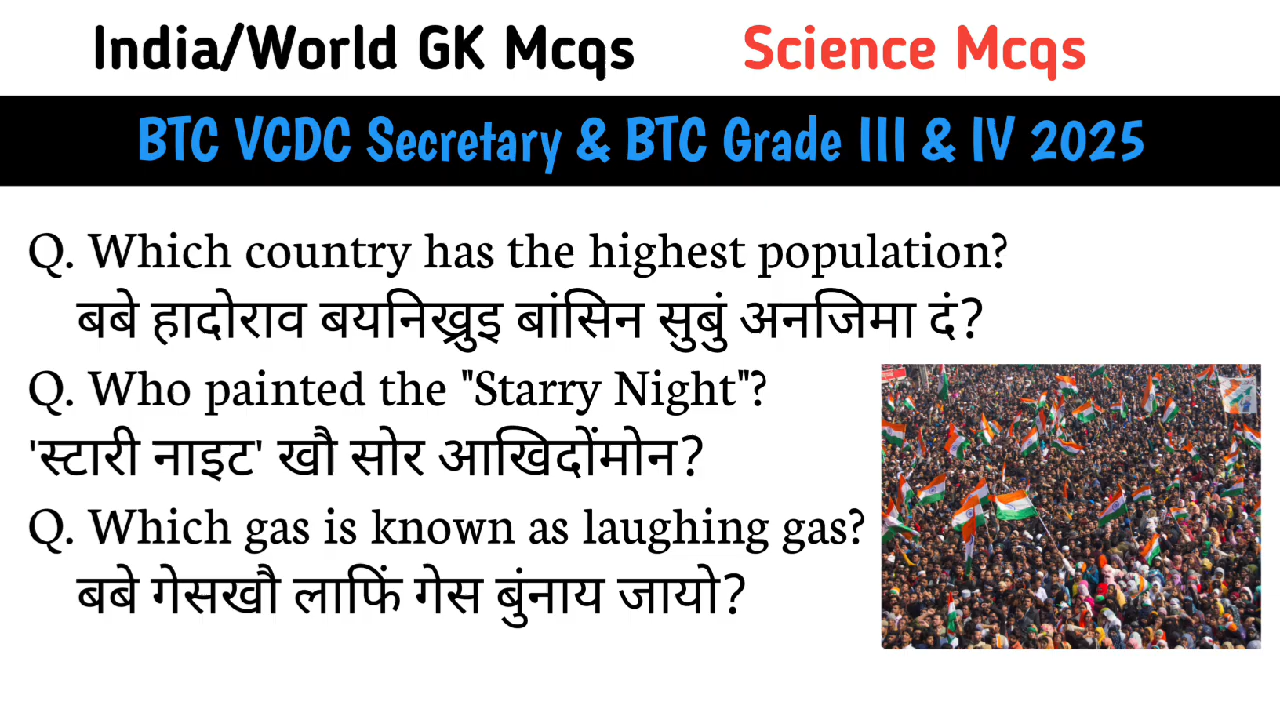 India/World GK Mcqs Science Mcqs
BTC VCDC Secretary & BTC Grade III & IV 2025
Q. Which country has the highest population?
बबे हादोराव बयनिख्रुइ बांसिन सुबुं अनजिमा दं?
Q. Who painted the "Starry Night"?
'स्टारी नाइट' खौ सोर आखिदोंमोन?
Q. Which gas is known as laughing gas?
बबे गेसखौ लाफिं गेस बुंनाय जायो?